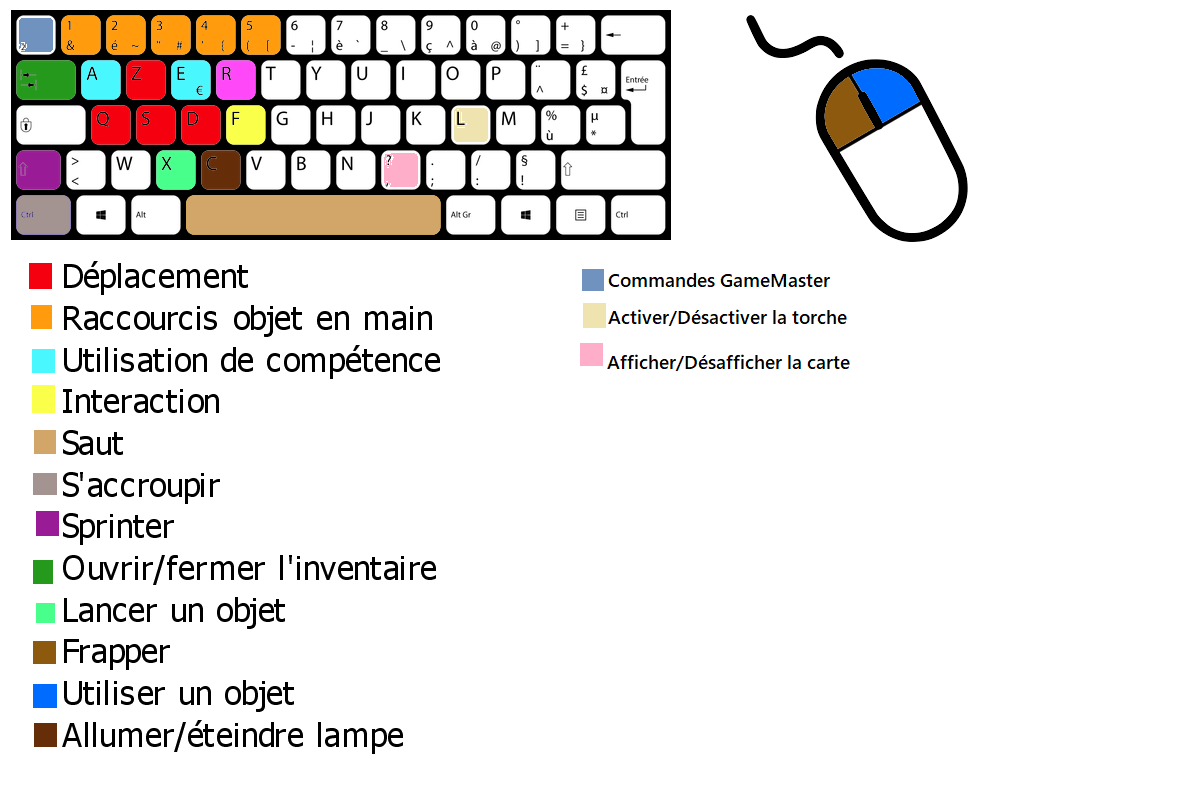 ² 1 & 2 é ~ 3 " # 4 ' { 5 ( [ 6 - ¦ 7 è ` 8 _ \ 9 ç ^ 0 à @ ° ) ] + = }
A Z E € R T Y U I O P ¨ ^ £ $ ¤ Entrée
Q S D F G H J K L M % ù µ *
> < W X C V B N ? , . ; / : § !
Ctrl Alt Alt Gr Ctrl
Déplacement
Raccourcis objet en main
Utilisation de compétence
Interaction
Saut
S'accroupir
Sprinter
Ouvrir/fermer l'inventaire
Lancer un objet
Frapper
Utiliser un objet
Allumer/éteindre lampe
Commandes GameMaster
Activer/Désactiver la torche
Afficher/Désafficher la carte